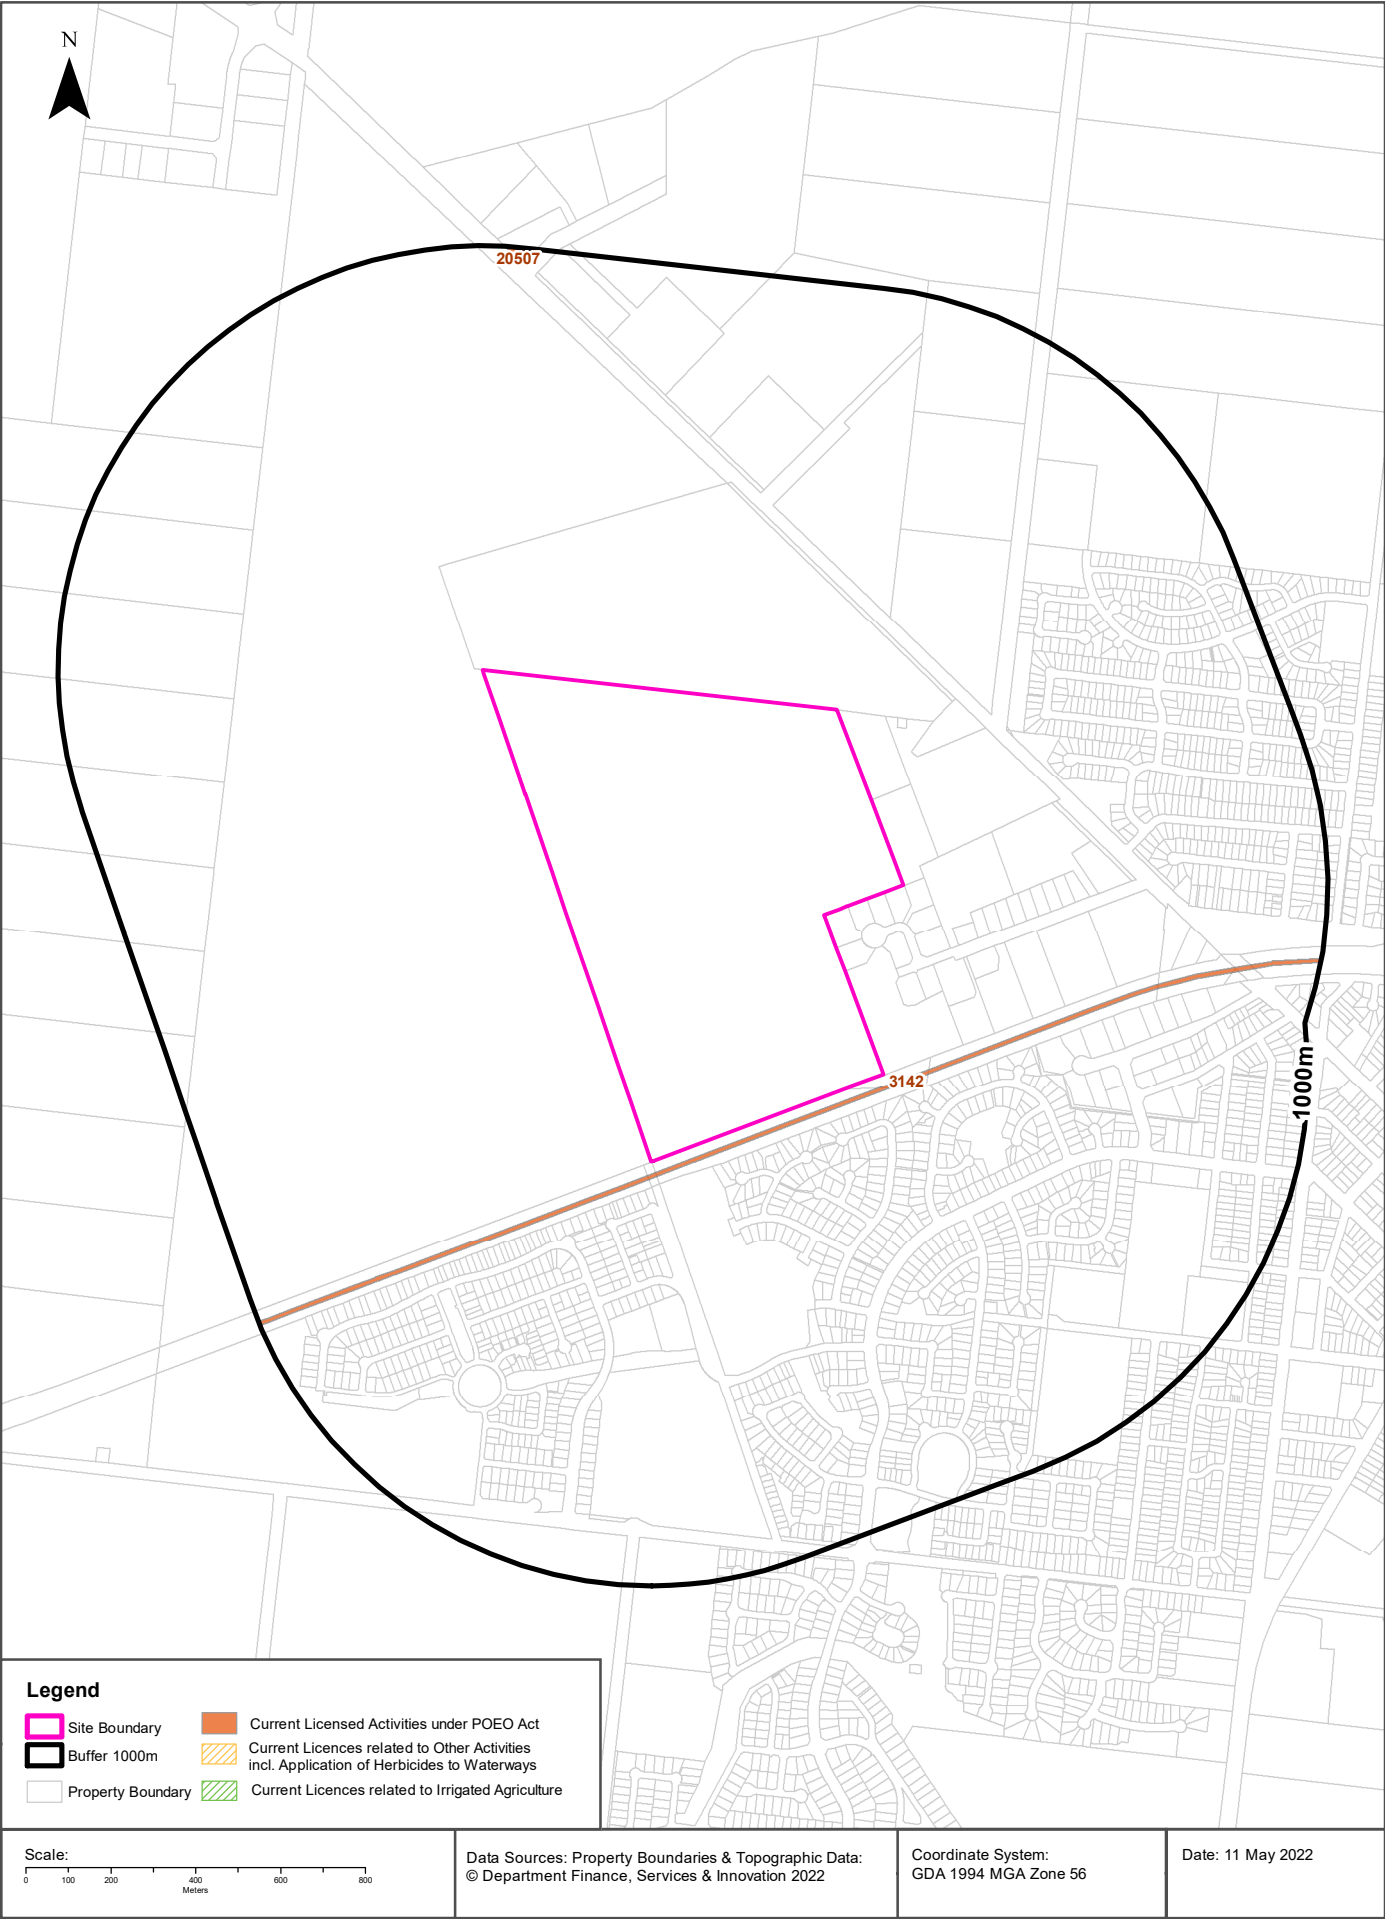 N
20507
3142
1000m
Legend
Site Boundary
Buffer 1000m
Property Boundary
Current Licensed Activities under POEO Act
Current Licences related to Other Activities
incl. Application of Herbicides to Waterways
Current Licences related to Irrigated Agriculture
Scale:
0 100 200 400 600 800
Meters
Data Sources: Property Boundaries & Topographic Data:
© Department Finance, Services & Innovation 2022
Coordinate System:
GDA 1994 MGA Zone 56
Date: 11 May 2022